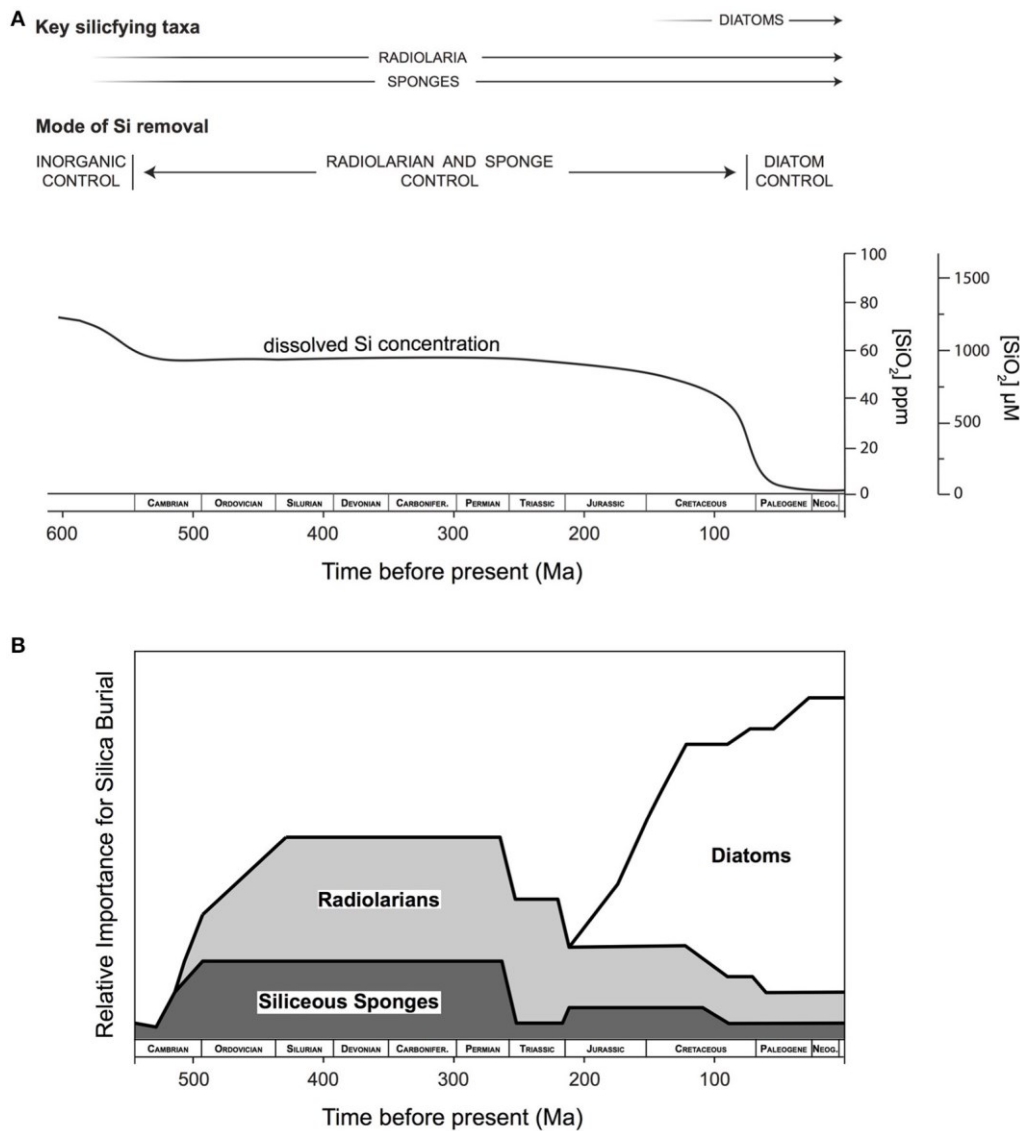 A
Key silicfying taxa
DIATOMS
RADIOLARIA
SPONGES
Mode of Si removal
INORGANIC
CONTROL
RADIOLARIAN AND SPONGE
CONTROL
DIATOM
CONTROL
dissolved Si concentration
100
80
60
40
20
0
[SiO2] ppm
1500
1000
500
0
[SiO2] μM
CAMBRIAN ORDOVICIAN SILURIAN DEVONIAN CARBONIFER. PERMIAN TRIASSIC JURASSIC CRETACEOUS PALEOGENE NEOG.
600 500 400 300 200 100
Time before present (Ma)
B
Relative Importance for Silica Burial
Diatoms
Radiolarians
Siliceous Sponges
CAMBRIAN ORDOVICIAN SILURIAN DEVONIAN CARBONIFER. PERMIAN TRIASSIC JURASSIC CRETACEOUS PALEOGENE NEOG.
500 400 300 200 100
Time before present (Ma)